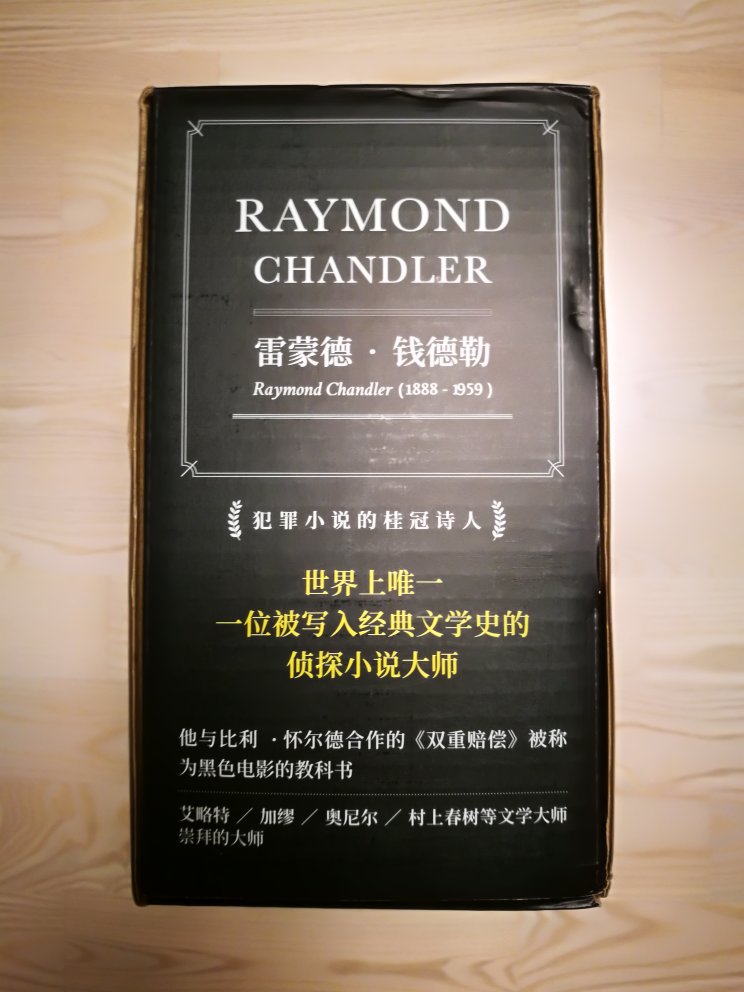 RAYMOND
CHANDLER
雷蒙德 · 钱德勒
Raymond Chandler (1888 - 1959)
犯罪小说的桂冠诗人
世界上唯一
一位被写入经典文学史的
侦探小说大师
他与比利 · 怀尔德合作的《双重赔偿》被称
为黑色电影的教科书
艾略特 ／ 加缪 ／ 奥尼尔 ／ 村上春树等文学大师
崇拜的大师